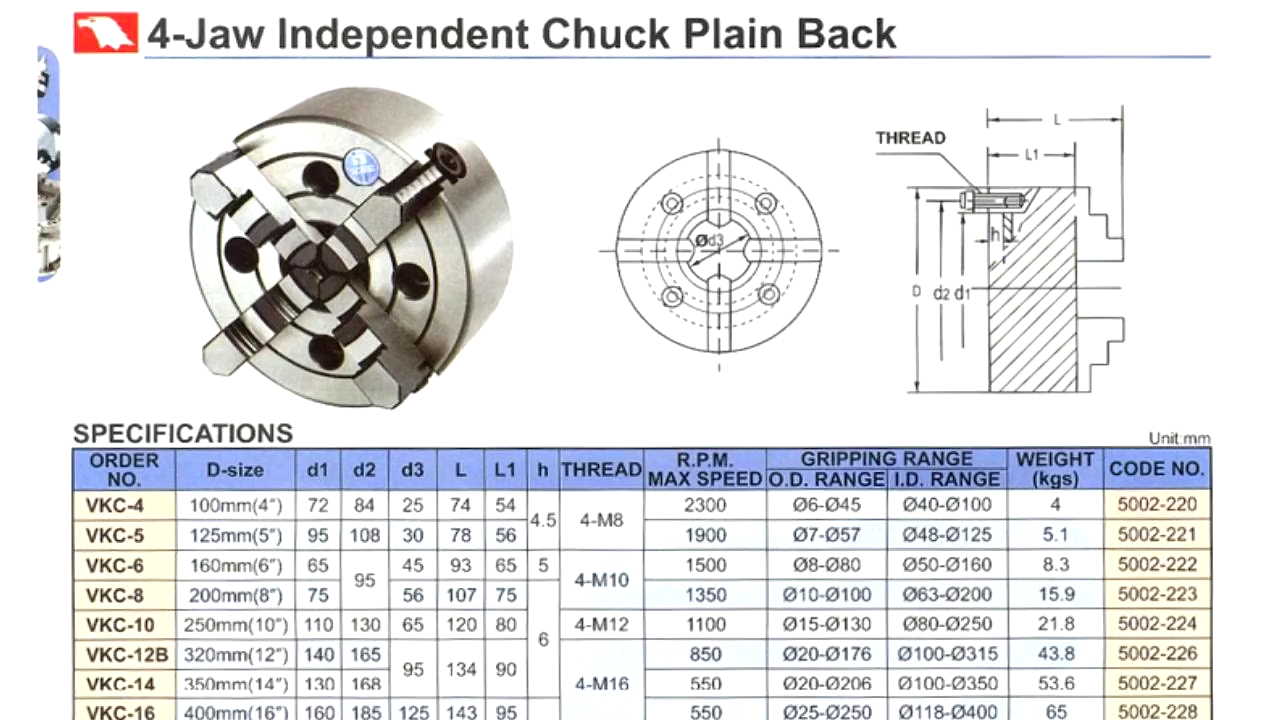 4-Jaw Independent Chuck Plain Back
THREAD
L
L1
Ød3
h
D d2 d1
SPECIFICATIONS
Unit:mm
ORDER NO. D-size d1 d2 d3 L L1 h THREAD R.P.M. MAX SPEED GRIPPING RANGE O.D. RANGE I.D. RANGE WEIGHT (kgs) CODE NO.
VKC-4 100mm(4") 72 84 25 74 54 4.5 4-M8 2300 Ø6-Ø45 Ø40-Ø100 4 5002-220
VKC-5 125mm(5") 95 108 30 78 56 1900 Ø7-Ø57 Ø48-Ø125 5.1 5002-221
VKC-6 160mm(6") 65 95 45 93 65 5 4-M10 1500 Ø8-Ø80 Ø50-Ø160 8.3 5002-222
VKC-8 200mm(8") 75 56 107 75 6 1350 Ø10-Ø100 Ø63-Ø200 15.9 5002-223
VKC-10 250mm(10") 110 130 65 120 80 4-M12 1100 Ø15-Ø130 Ø80-Ø250 21.8 5002-224
VKC-12B 320mm(12") 140 165 95 134 90 4-M16 850 Ø20-Ø176 Ø100-Ø315 43.8 5002-226
VKC-14 350mm(14") 130 168 550 Ø20-Ø206 Ø100-Ø350 53.6 5002-227
VKC-16 400mm(16") 160 185 125 143 95 550 Ø25-Ø250 Ø118-Ø400 65 5002-228